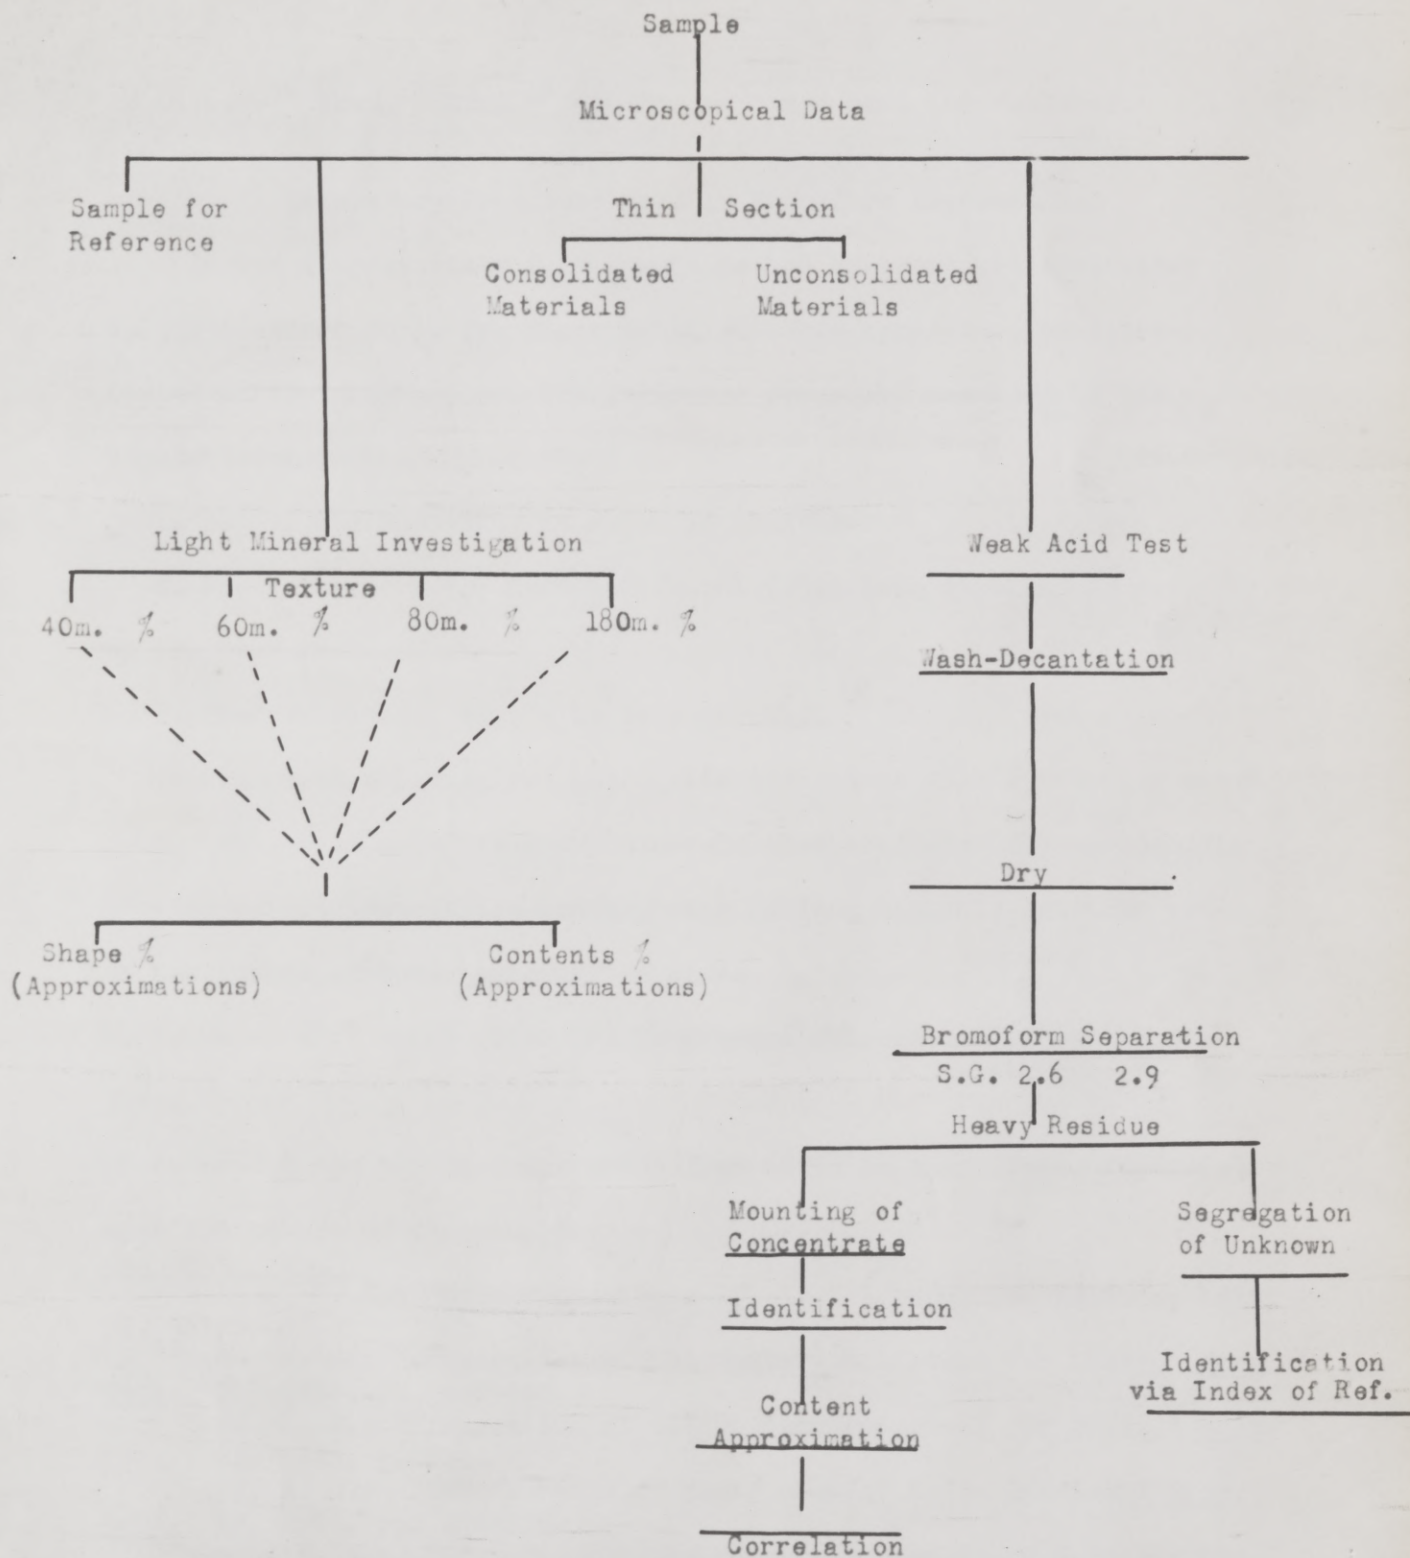 Sample
Microscopical Data
Sample for
Reference
Thin Section
Consolidated
Materials
Unconsolidated
Materials
Light Mineral Investigation
Texture
40m. % 60m. % 80m. % 180m. %
Shape %
(Approximations)
Contents %
(Approximations)
Weak Acid Test
Wash-Decantation
Dry
Bromoform Separation
S.G. 2.6 2.9
Heavy Residue
Mounting of
Concentrate
Identification
Content
Approximation
Correlation
Segregation
of Unknown
Identification
via Index of Ref.